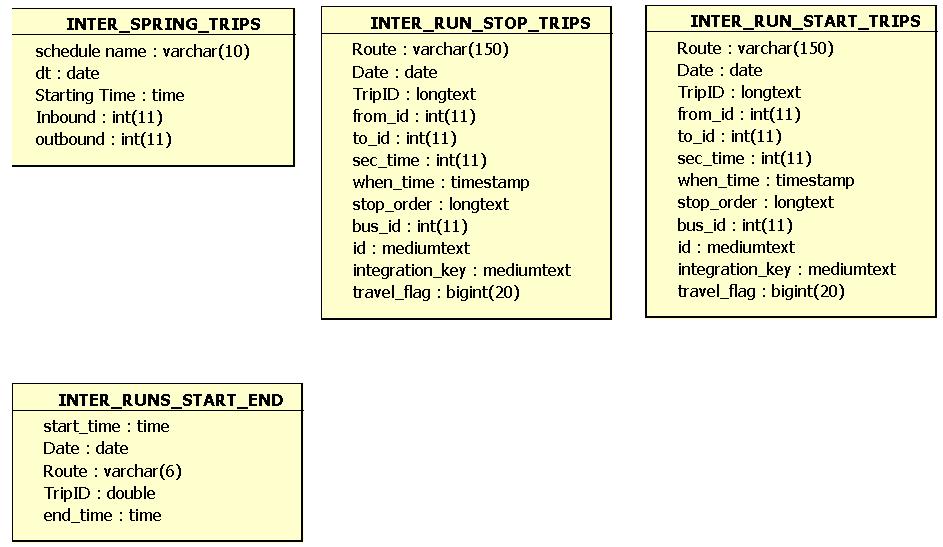 INTER_SPRING_TRIPS
schedule name : varchar(10)
dt : date
Starting Time : time
Inbound : int(11)
outbound : int(11)
INTER_RUN_STOP_TRIPS
Route : varchar(150)
Date : date
TripID : longtext
from_id : int(11)
to_id : int(11)
sec_time : int(11)
when_time : timestamp
stop_order : longtext
bus_id : int(11)
id : mediumtext
integration_key : mediumtext
travel_flag : bigint(20)
INTER_RUN_START_TRIPS
Route : varchar(150)
Date : date
TripID : longtext
from_id : int(11)
to_id : int(11)
sec_time : int(11)
when_time : timestamp
stop_order : longtext
bus_id : int(11)
id : mediumtext
integration_key : mediumtext
travel_flag : bigint(20)
INTER_RUNS_START_END
start_time : time
Date : date
Route : varchar(6)
TripID : double
end_time : time